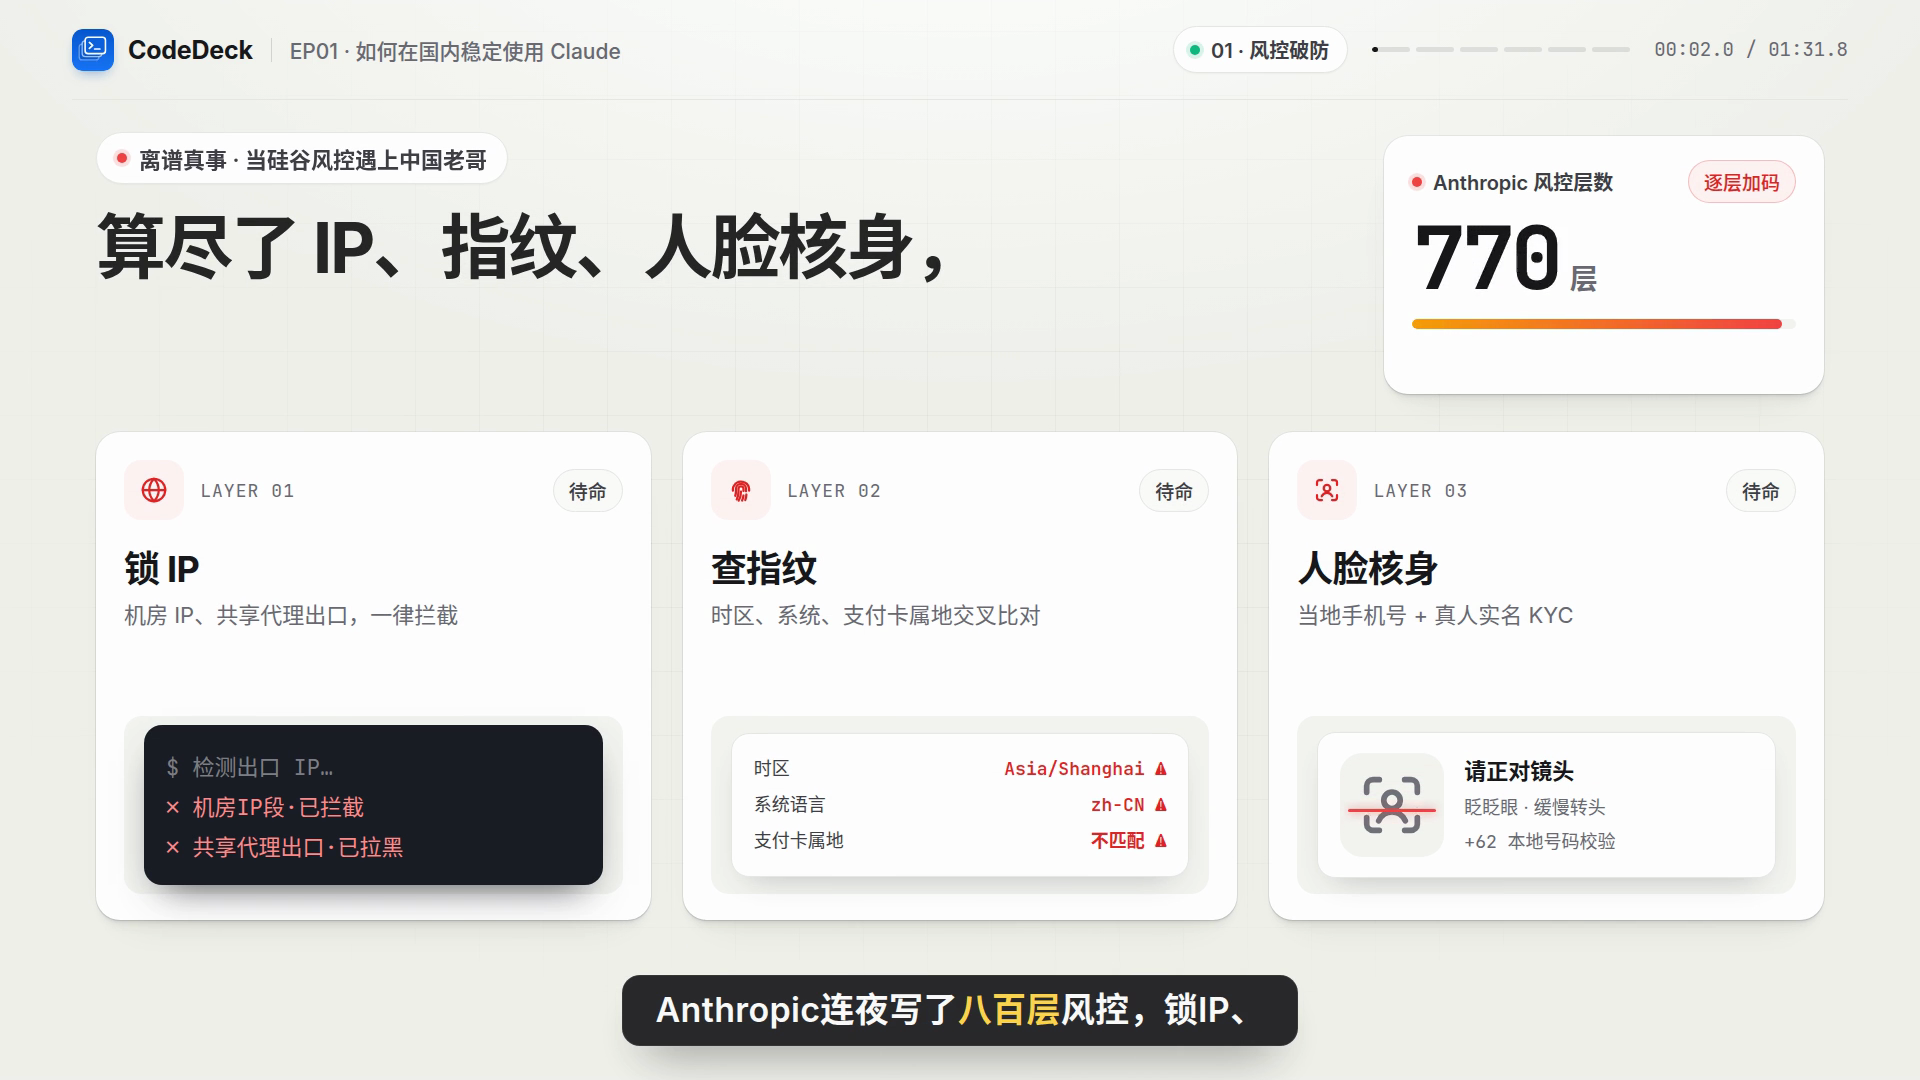 CodeDeck
EP01 · 如何在国内稳定使用 Claude
01 · 风控破防
00:02.0 / 01:31.8
离谱真事 · 当硅谷风控遇上中国老哥
算尽了 IP、指纹、人脸核身，
Anthropic 风控层数
逐层加码
770 层
LAYER 01
待命
锁 IP
机房 IP、共享代理出口，一律拦截
$ 检测出口 IP…
× 机房IP段·已拦截
× 共享代理出口·已拉黑
LAYER 02
待命
查指纹
时区、系统、支付卡属地交叉比对
时区 Asia/Shanghai
系统语言 zh-CN
支付卡属地 不匹配
LAYER 03
待命
人脸核身
当地手机号 + 真人实名 KYC
请正对镜头
眨眨眼 · 缓慢转头
+62 本地号码校验
Anthropic连夜写了八百层风控，锁IP、